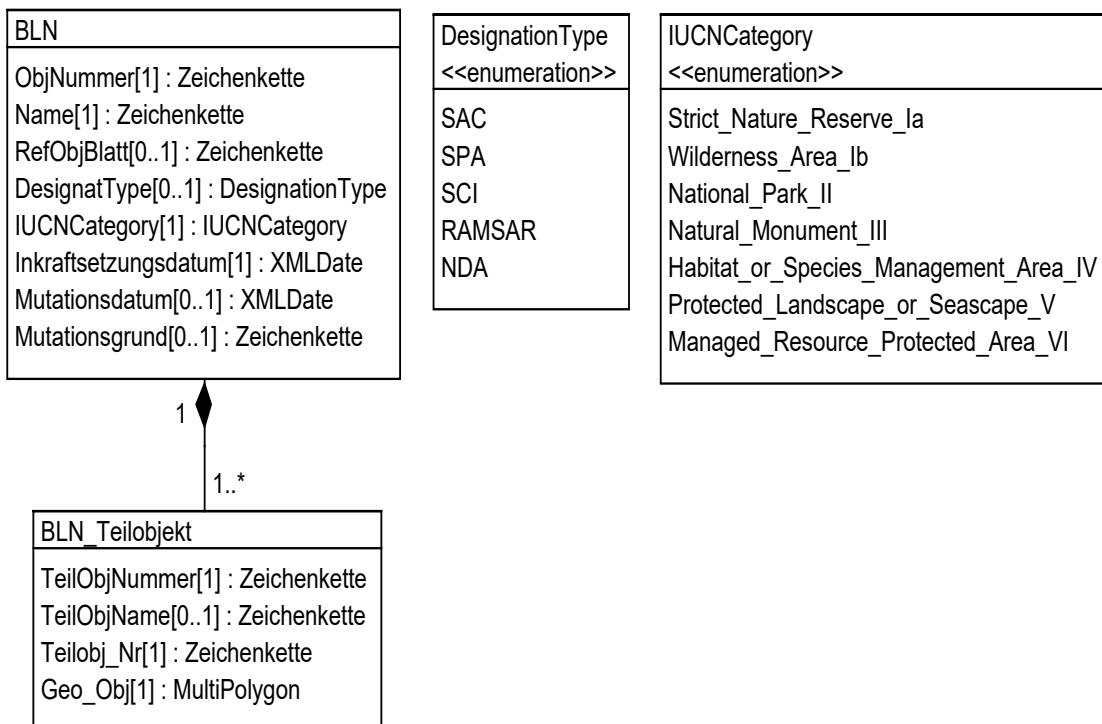 BLN
ObjNummer[1] : Zeichenkette
Name[1] : Zeichenkette
RefObjBlatt[0..1] : Zeichenkette
DesignatType[0..1] : DesignationType
IUCNCategory[1] : IUCNCategory
Inkraftsetzungsdatum[1] : XMLDate
Mutationsdatum[0..1] : XMLDate
Mutationsgrund[0..1] : Zeichenkette
DesignationType
<<enumeration>>
SAC
SPA
SCI
RAMSAR
NDA
IUCNCategory
<<enumeration>>
Strict_Nature_Reserve_Ia
Wilderness_Area_Ib
National_Park_II
Natural_Monument_III
Habitat_or_Species_Management_Area_IV
Protected_Landscape_or_Seascape_V
Managed_Resource_Protected_Area_VI
1
1..*
BLN_Teilobjekt
TeilObjNummer[1] : Zeichenkette
TeilObjName[0..1] : Zeichenkette
Teilobj_Nr[1] : Zeichenkette
Geo_Obj[1] : MultiPolygon